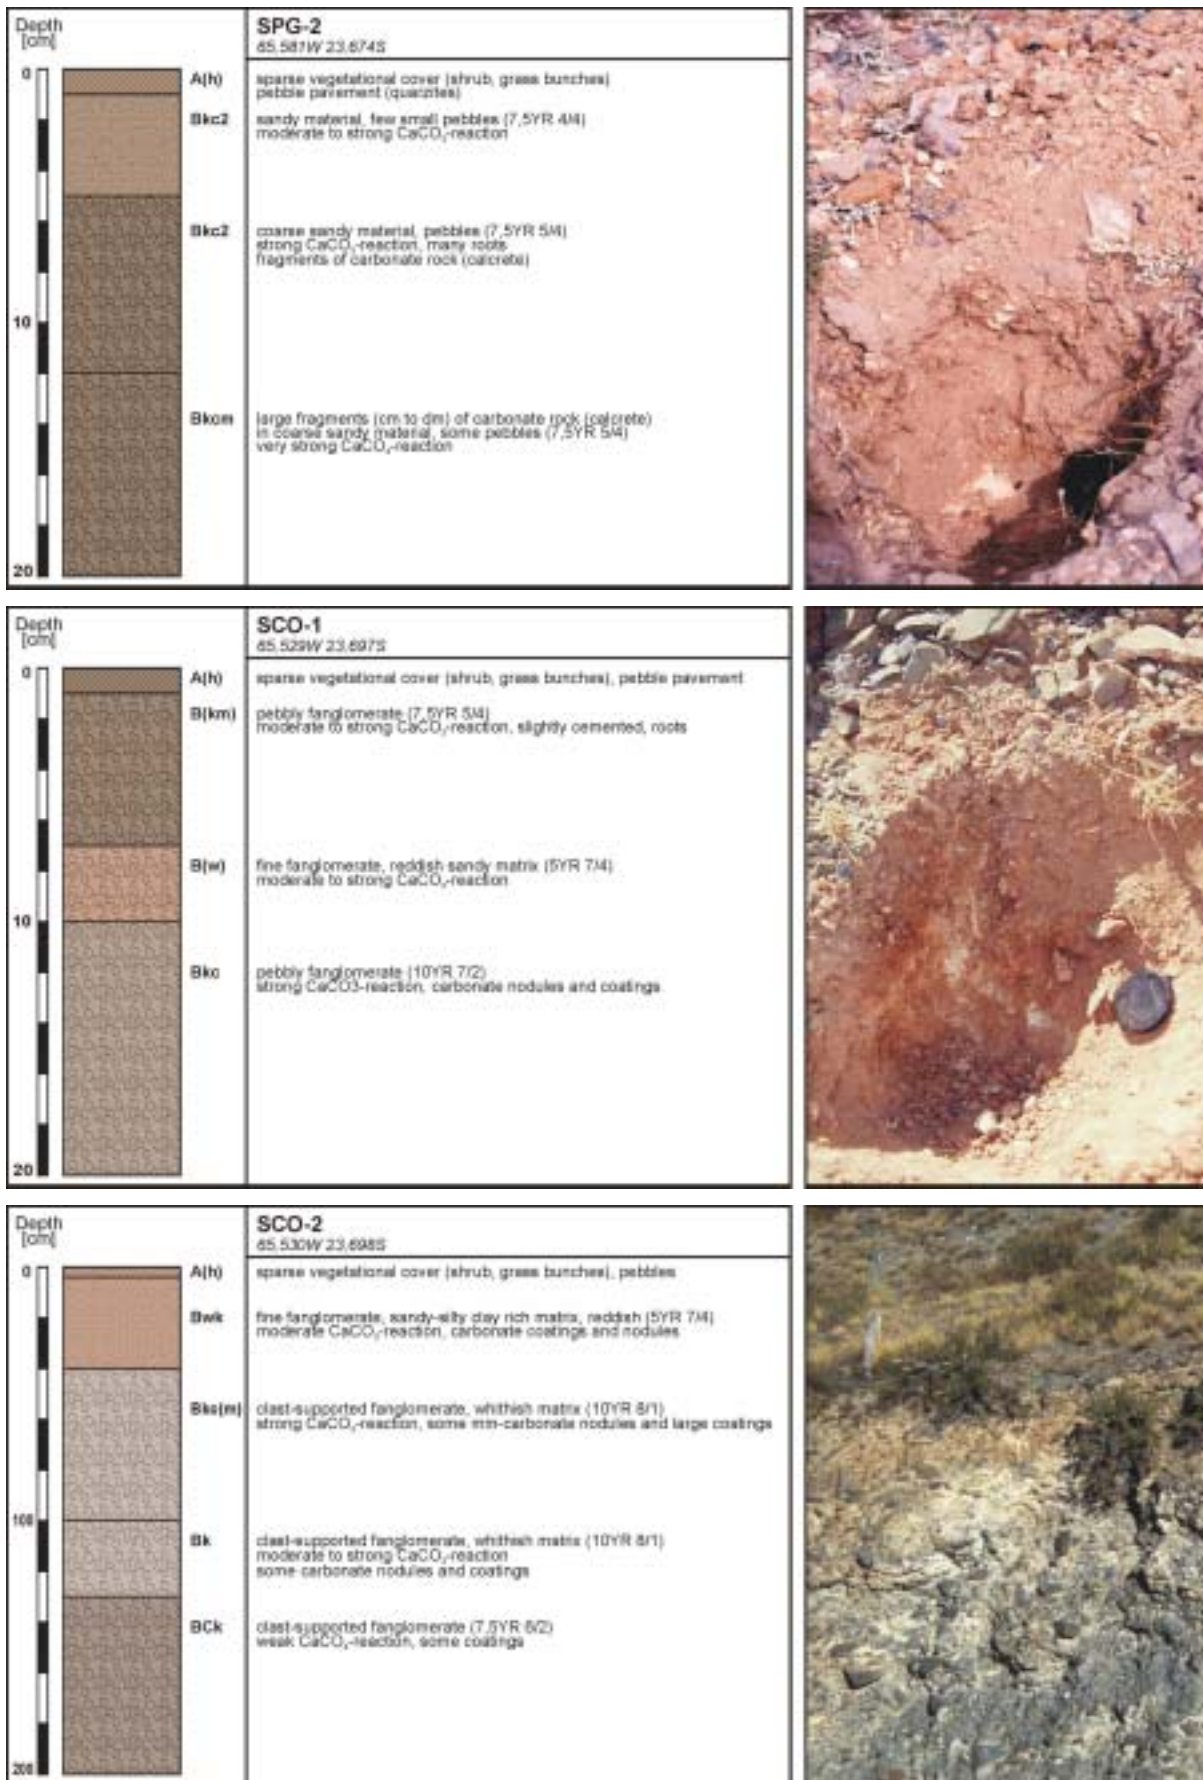 Depth
[cm]
SPG-2
65,581W 23,674S
0
A(h)
sparse vegetational cover (shrub, grass bunches)
pebble pavement (quarzites)
Bkc2
sandy material, few small pebbles (7,5YR 4/4)
moderate to strong CaCO₃-reaction
Bkc2
coarse sandy material, pebbles (7,5YR 5/4)
strong CaCO₃-reaction, many roots
fragments of carbonate rock (calcrete)
10
Bkcm
large fragments (cm to dm) of carbonate rock (calcrete)
in coarse sandy material, some pebbles (7,5YR 5/4)
very strong CaCO₃-reaction
20
Depth
[cm]
SCO-1
65,529W 23,697S
0
A(h)
sparse vegetational cover (shrub, grass bunches), pebble pavement
B(km)
pebbly fanglomerate (7,5YR 5/4)
moderate to strong CaCO₃-reaction, slightly cemented, roots
B(w)
fine fanglomerate, reddish sandy matrix (5YR 7/4)
moderate to strong CaCO₃-reaction
10
Bkc
pebbly fanglomerate (10YR 7/2)
strong CaCO3-reaction, carbonate nodules and coatings
20
Depth
[cm]
SCO-2
65,530W 23,698S
0
A(h)
sparse vegetational cover (shrub, grass bunches), pebbles
Bwk
fine fanglomerate, sandy-silty clay rich matrix, reddish (5YR 7/4)
moderate CaCO₃-reaction, carbonate coatings and nodules
Bkc(m)
clast-supported fanglomerate, whithish matrix (10YR 8/1)
strong CaCO₃-reaction, some mm-carbonate nodules and large coatings
100
Bk
clast-supported fanglomerate, whithish matrix (10YR 8/1)
moderate to strong CaCO₃-reaction
some carbonate nodules and coatings
BCk
clast-supported fanglomerate (7,5YR 6/2)
weak CaCO₃-reaction, some coatings
200